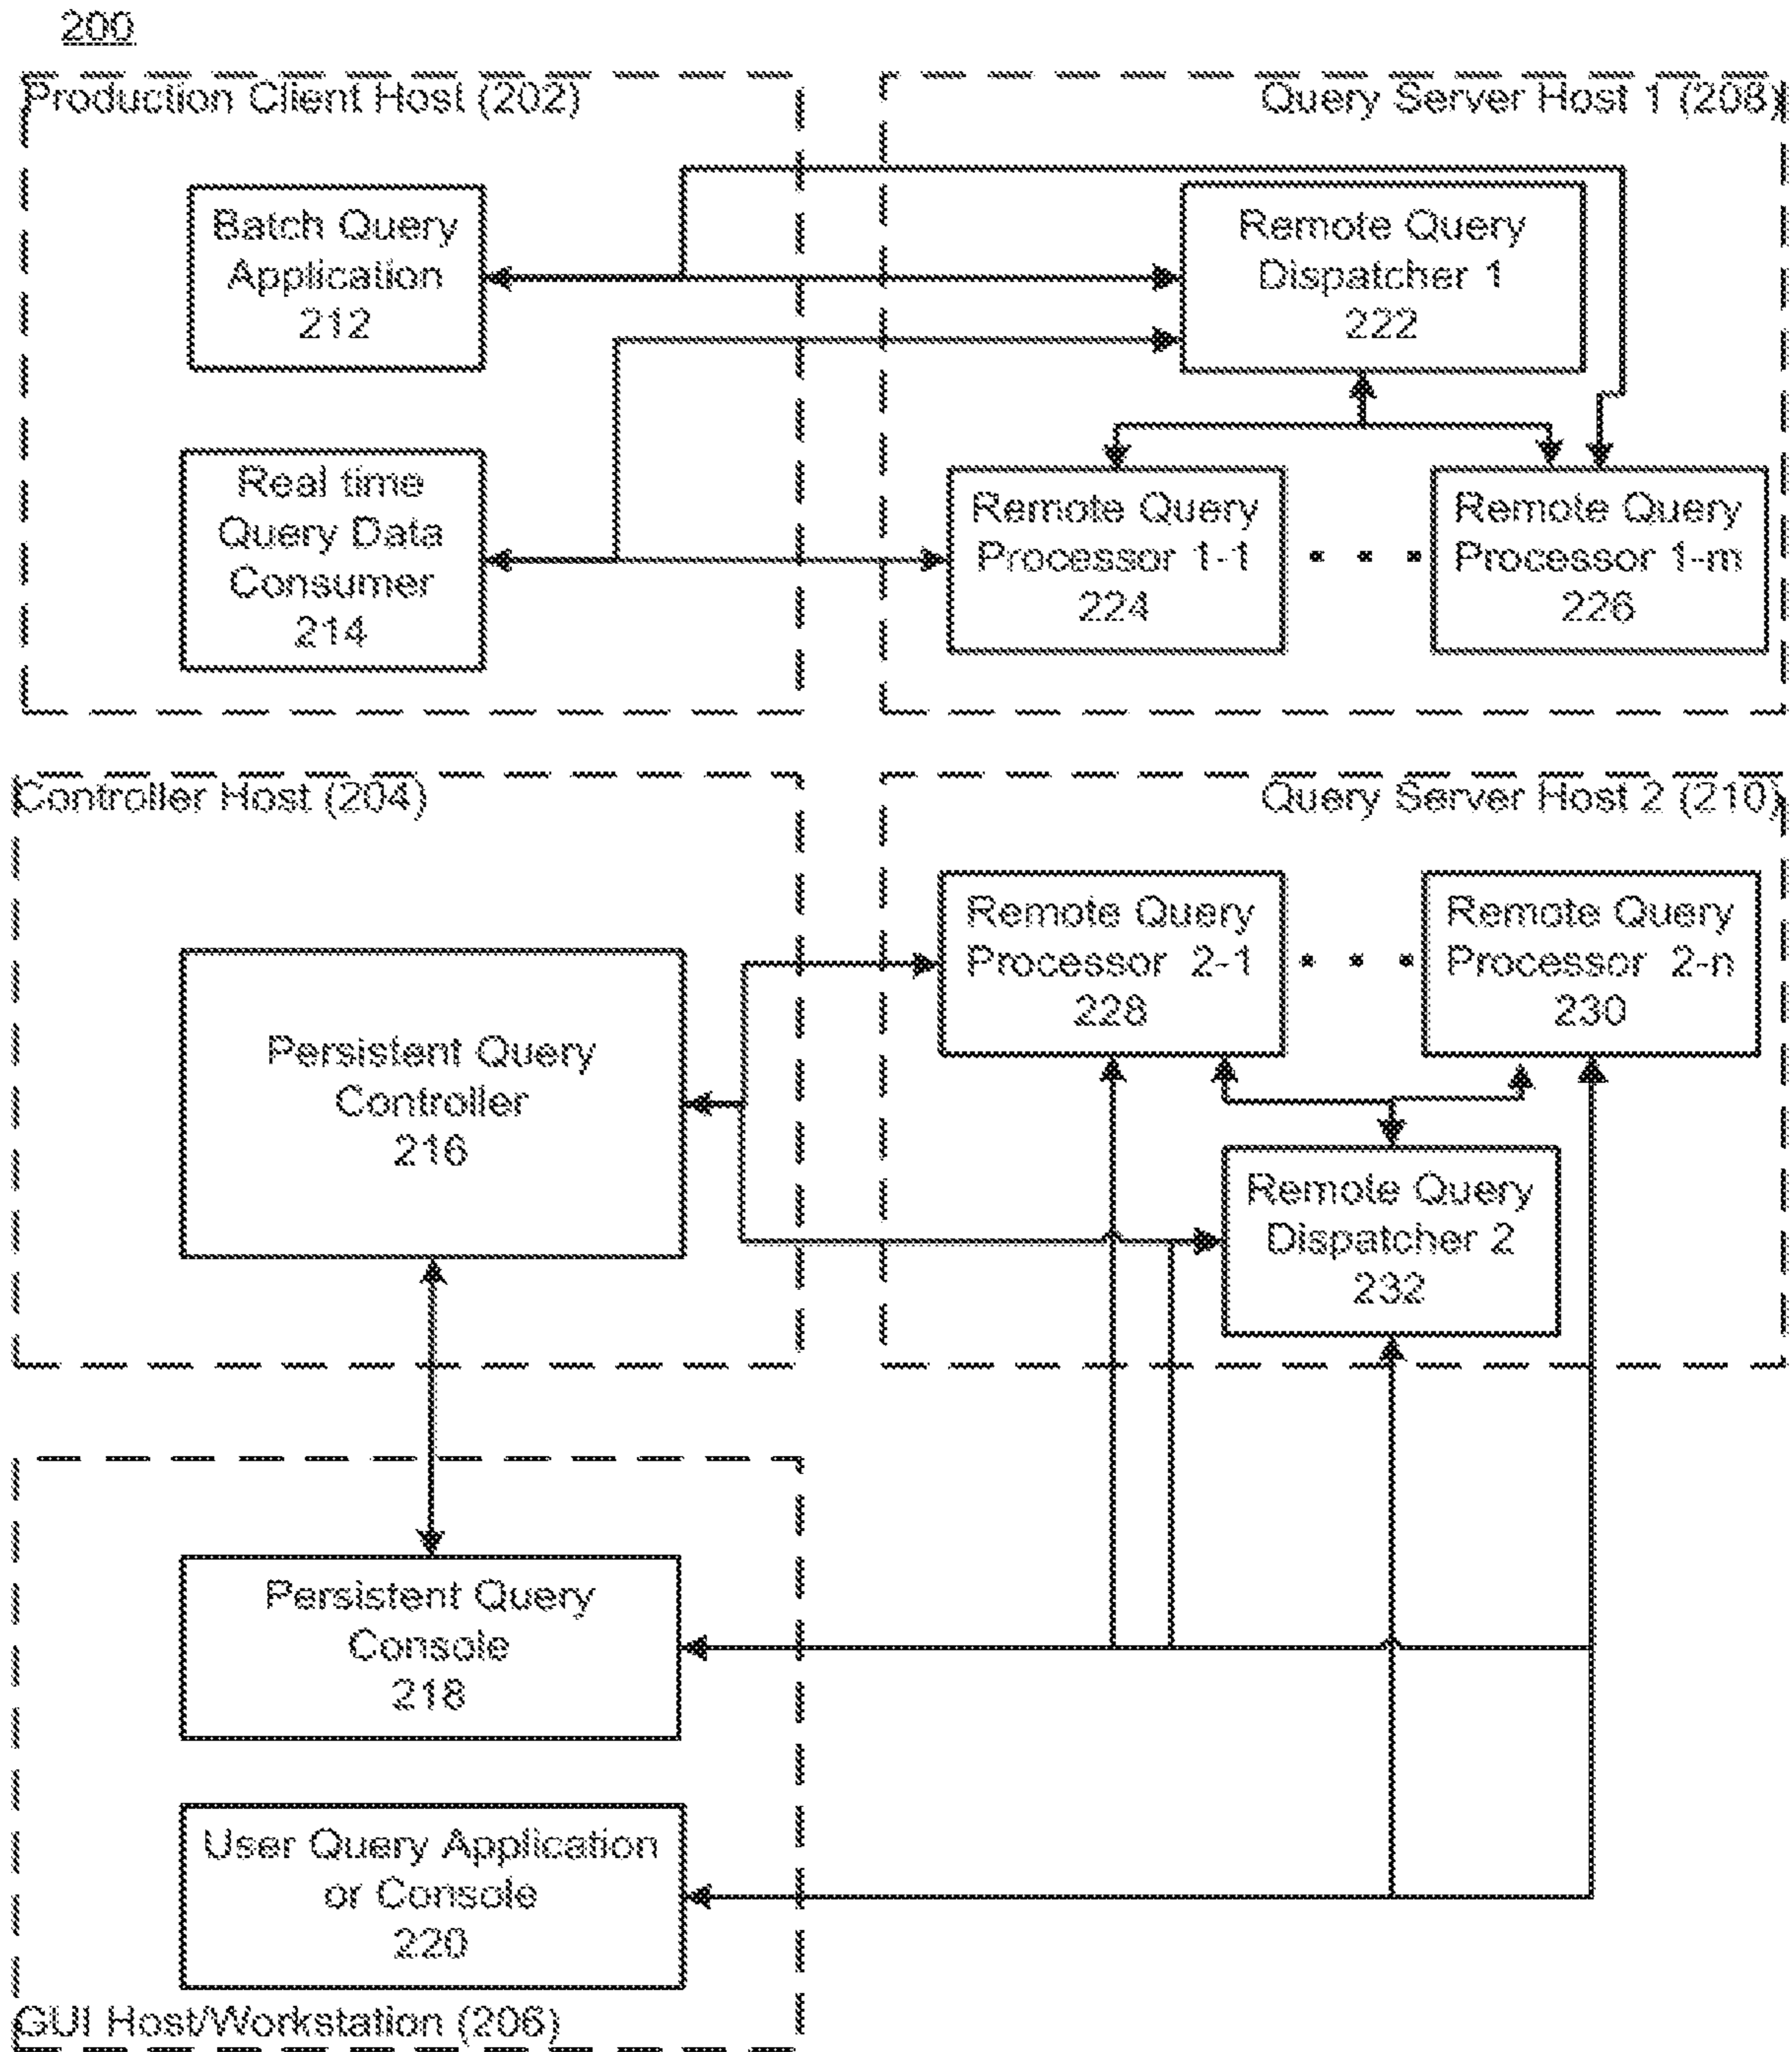 200
Production Client Host (202)
Query Server Host 1 (208)
Batch Query
Application
212
Remote Query
Dispatcher 1
222
Real time
Query Data
Consumer
214
Remote Query
Processor 1-1
224
. . .
Remote Query
Processor 1-m
226
Controller Host (204)
Query Server Host 2 (210)
Remote Query
Processor 2-1
228
. . .
Remote Query
Processor 2-n
230
Persistent Query
Controller
216
Remote Query
Dispatcher 2
232
Persistent Query
Console
218
User Query Application
or Console
220
GUI Host/Workstation (206)